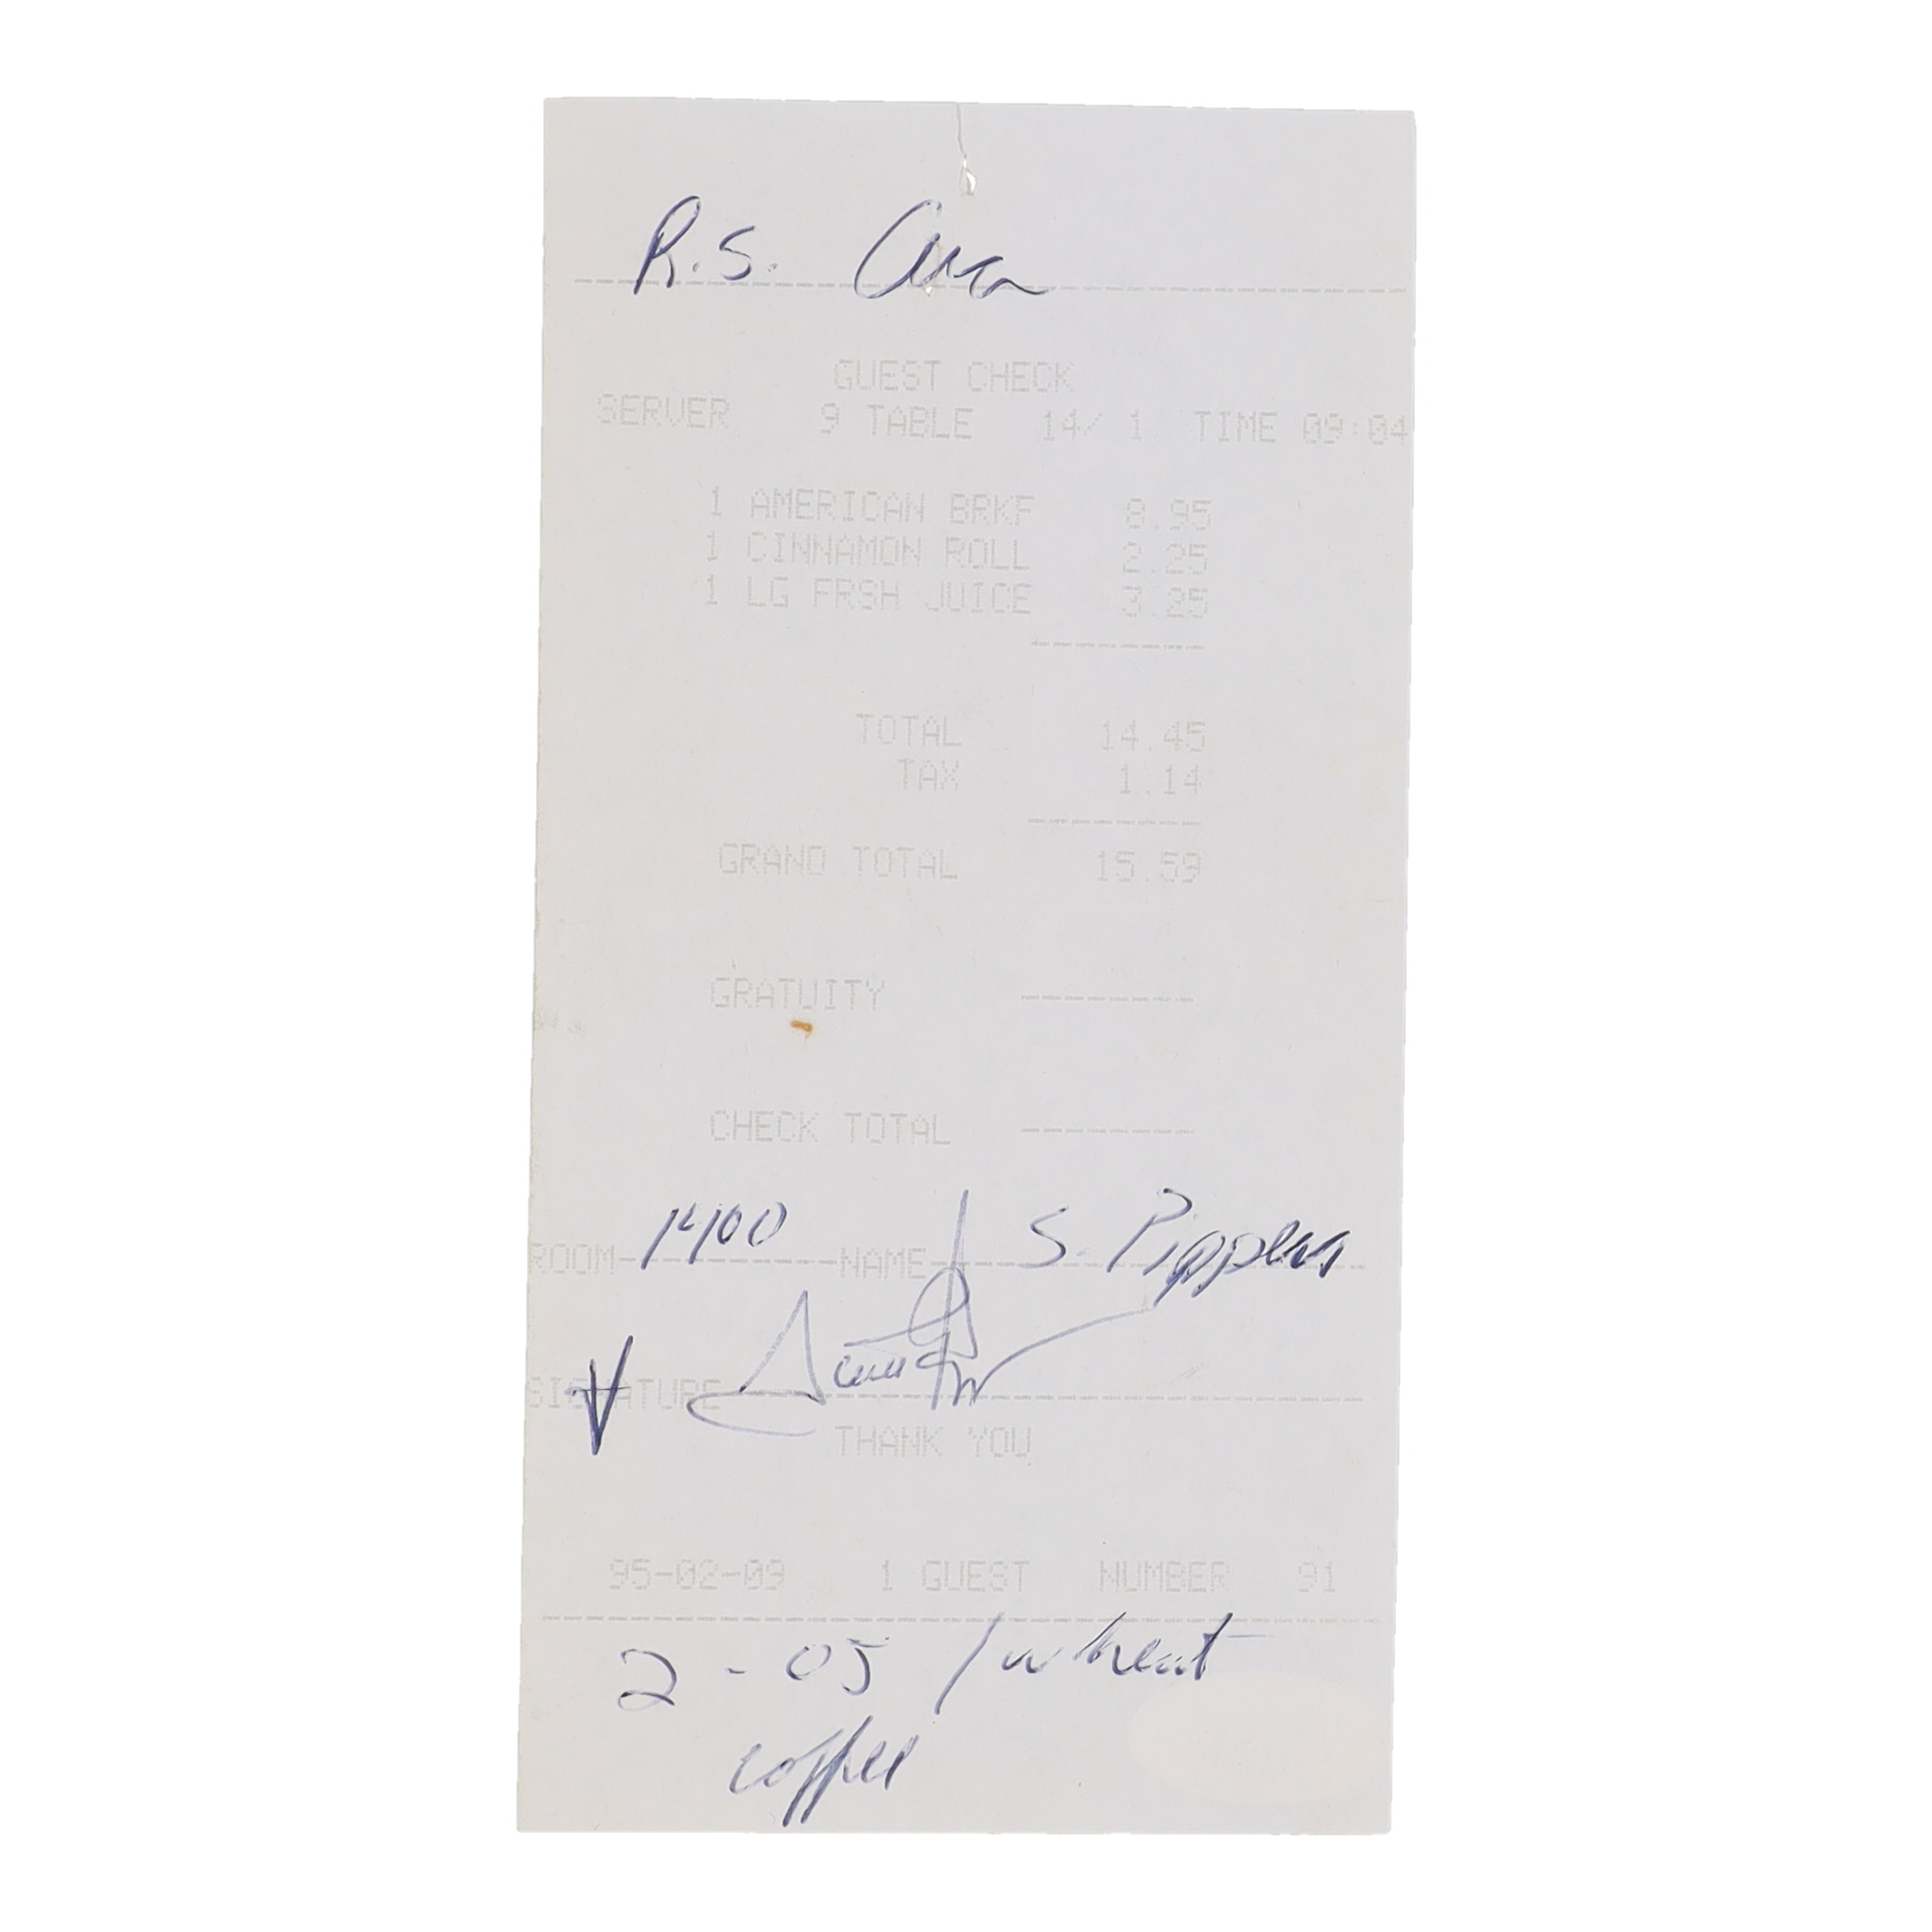 R.S.
GUEST CHECK
SERVER 9 TABLE 14/ 1 TIME 09:04
1 AMERICAN BRKF 8.95
1 CINNAMON ROLL 2.25
1 LG FRSH JUICE 3.25
TOTAL 14.45
TAX 1.14
GRAND TOTAL 15.59
GRATUITY
CHECK TOTAL
ROOM 1400 NAME S. Pippen
SIGNATURE
THANK YOU
95-02-09 1 GUEST NUMBER 91
2 - 05 / wheat
coffee